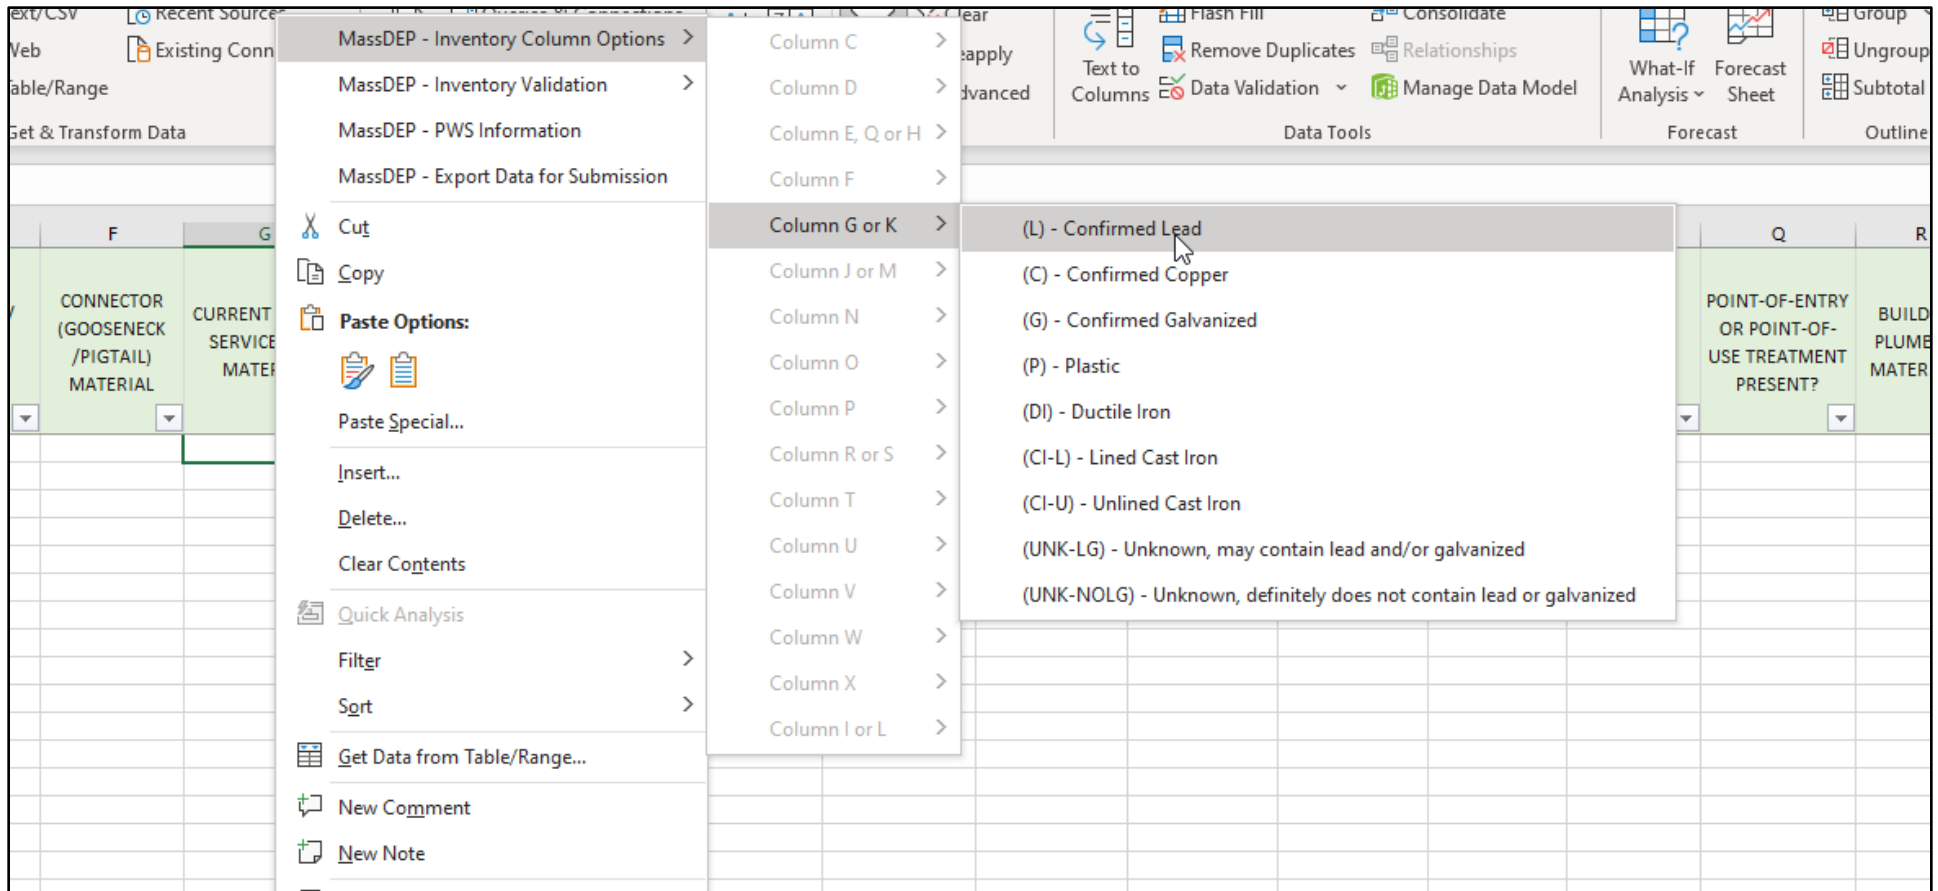 Recent Sources
Existing Conn
Get & Transform Data
Flash Fill
Consolidate
Remove Duplicates
Relationships
Text to
Columns
Data Validation
Manage Data Model
Data Tools
What-If
Analysis
Forecast
Sheet
Forecast
Group
Ungroup
Subtotal
Outline
MassDEP - Inventory Column Options
MassDEP - Inventory Validation
MassDEP - PWS Information
MassDEP - Export Data for Submission
Cut
Copy
Paste Options:
Paste Special...
Insert...
Delete...
Clear Contents
Quick Analysis
Filter
Sort
Get Data from Table/Range...
New Comment
New Note
Column C
Column D
Column E, Q or H
Column F
Column G or K
Column J or M
Column N
Column O
Column P
Column R or S
Column T
Column U
Column V
Column W
Column X
Column I or L
(L) - Confirmed Lead
(C) - Confirmed Copper
(G) - Confirmed Galvanized
(P) - Plastic
(DI) - Ductile Iron
(CI-L) - Lined Cast Iron
(CI-U) - Unlined Cast Iron
(UNK-LG) - Unknown, may contain lead and/or galvanized
(UNK-NOLG) - Unknown, definitely does not contain lead or galvanized
F
G
Q
R
CONNECTOR
(GOOSENECK
/PIGTAIL)
MATERIAL
CURRENT
SERVICE
MATER
POINT-OF-ENTRY
OR POINT-OF-
USE TREATMENT
PRESENT?
BUILD
PLUMB
MATER